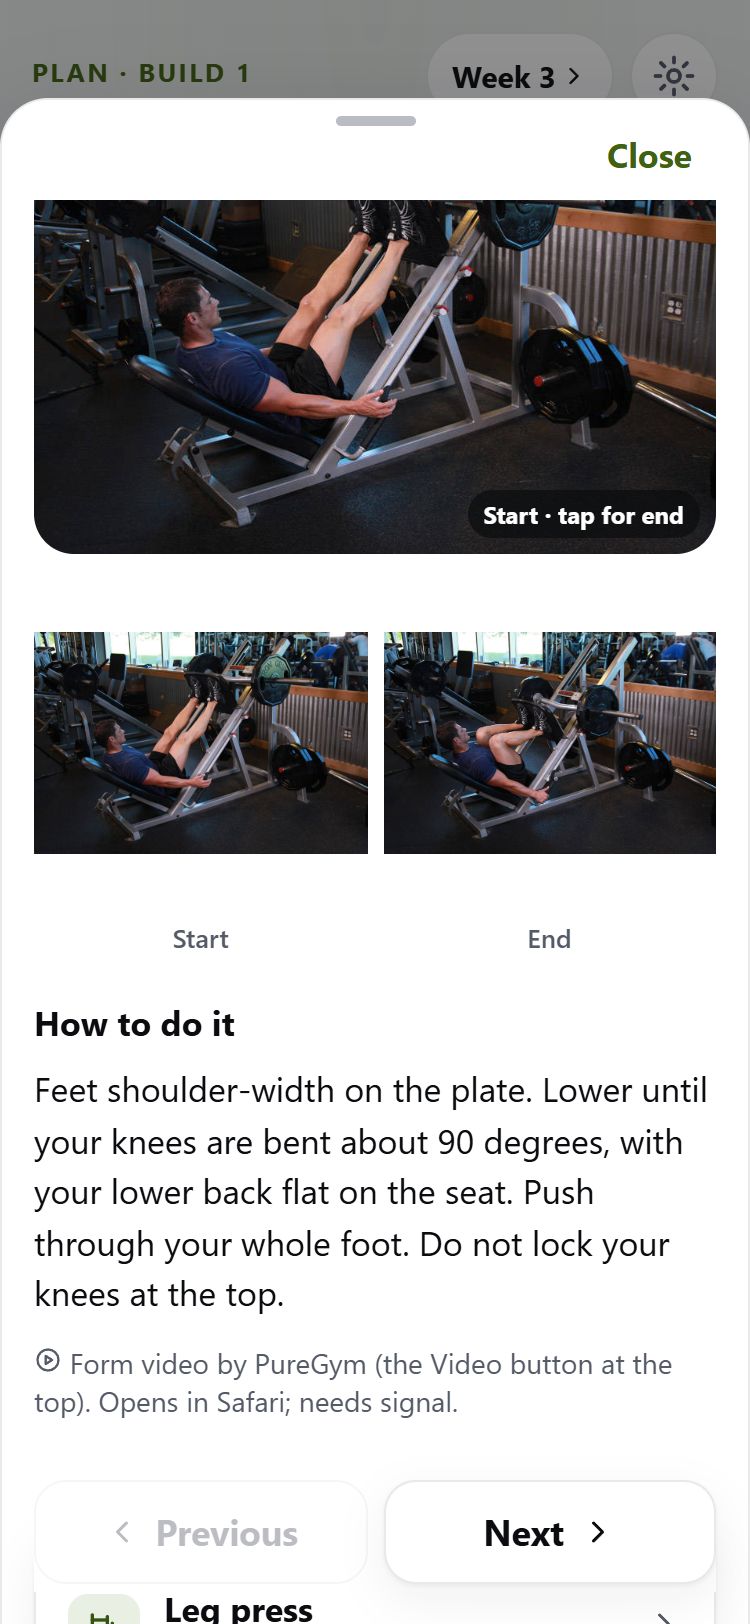 PLAN · BUILD 1
Week 3
Close
Start · tap for end
Start
End
How to do it
Feet shoulder-width on the plate. Lower until
your knees are bent about 90 degrees, with
your lower back flat on the seat. Push
through your whole foot. Do not lock your
knees at the top.
Form video by PureGym (the Video button at the
top). Opens in Safari; needs signal.
Previous
Next
Leg press